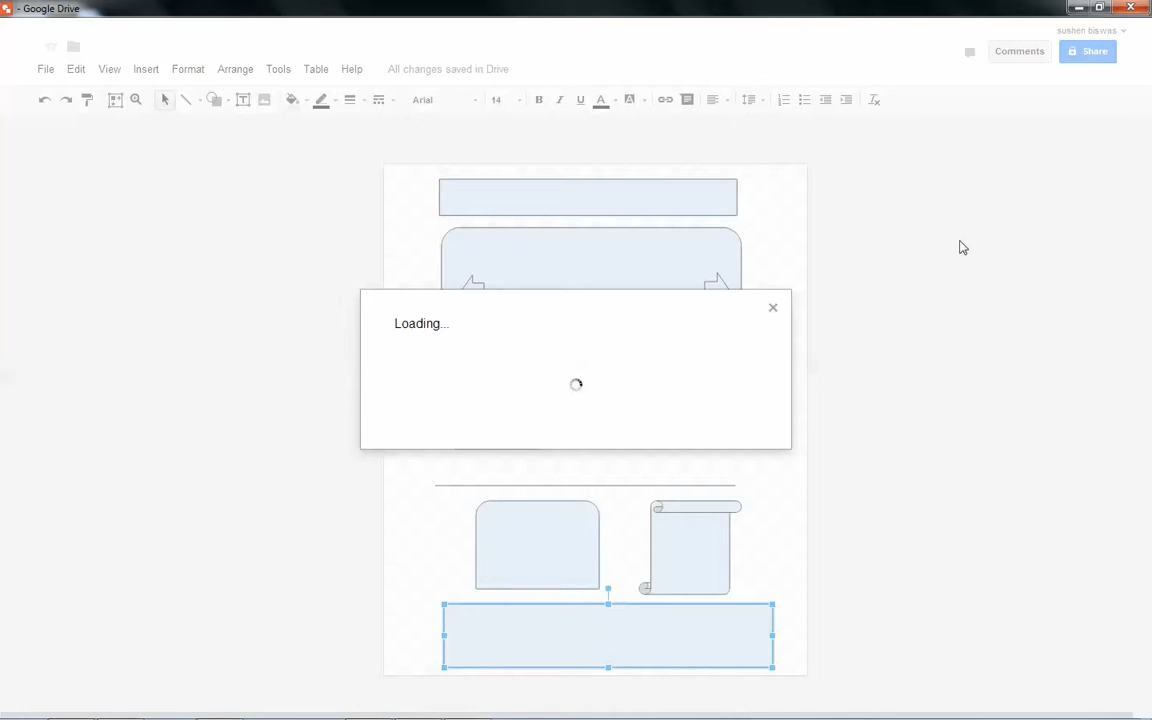 - Google Drive
sushen biswas
Comments
Share
File Edit View Insert Format Arrange Tools Table Help All changes saved in Drive
Arial 14 B I U A A
Loading...